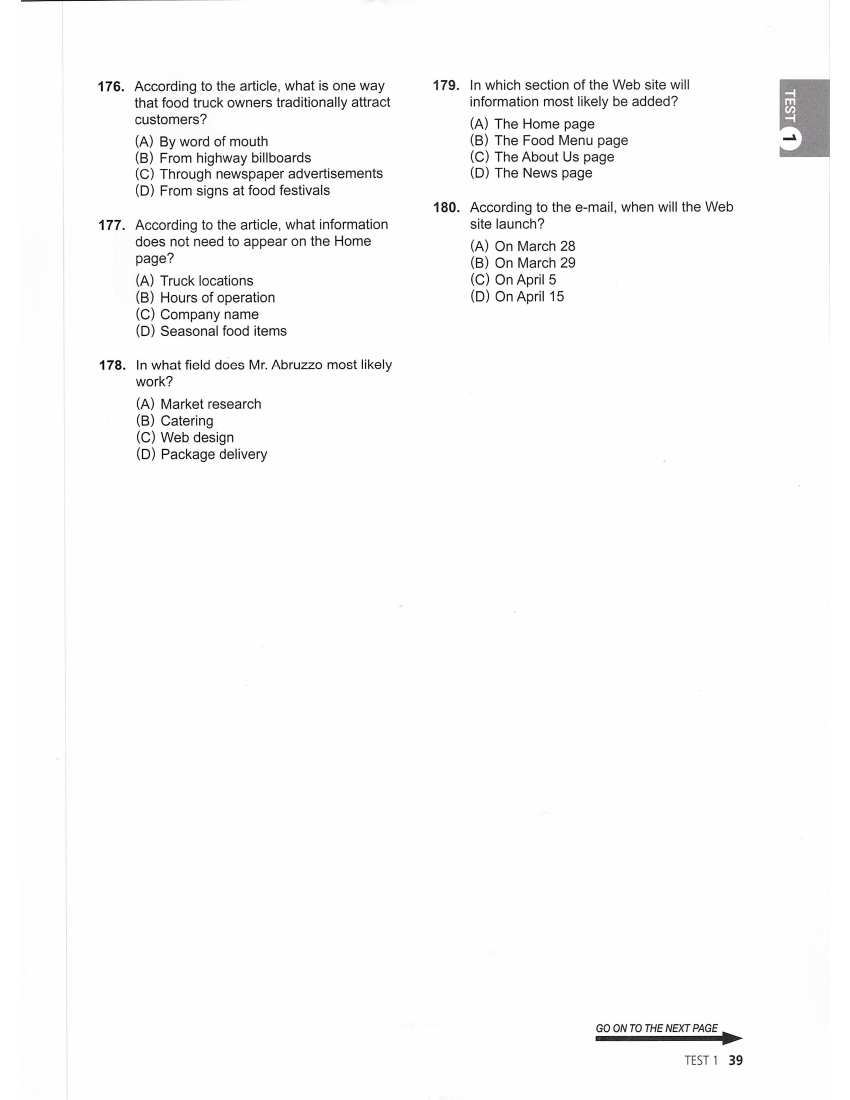 176. According to the article, what is one way
that food truck owners traditionally attract
customers?
(A) By word of mouth
(B) From highway billboards
(C) Through newspaper advertisements
(D) From signs at food festivals
177. According to the article, what information
does not need to appear on the Home
page?
(A) Truck locations
(B) Hours of operation
(C) Company name
(D) Seasonal food items
178. In what field does Mr. Abruzzo most likely
work?
(A) Market research
(B) Catering
(C) Web design
(D) Package delivery
179. In which section of the Web site will
information most likely be added?
(A) The Home page
(B) The Food Menu page
(C) The About Us page
(D) The News page
180. According to the e-mail, when will the Web
site launch?
(A) On March 28
(B) On March 29
(C) On April 5
(D) On April 15
TEST 1
GO ON TO THE NEXT PAGE
TEST 1 39